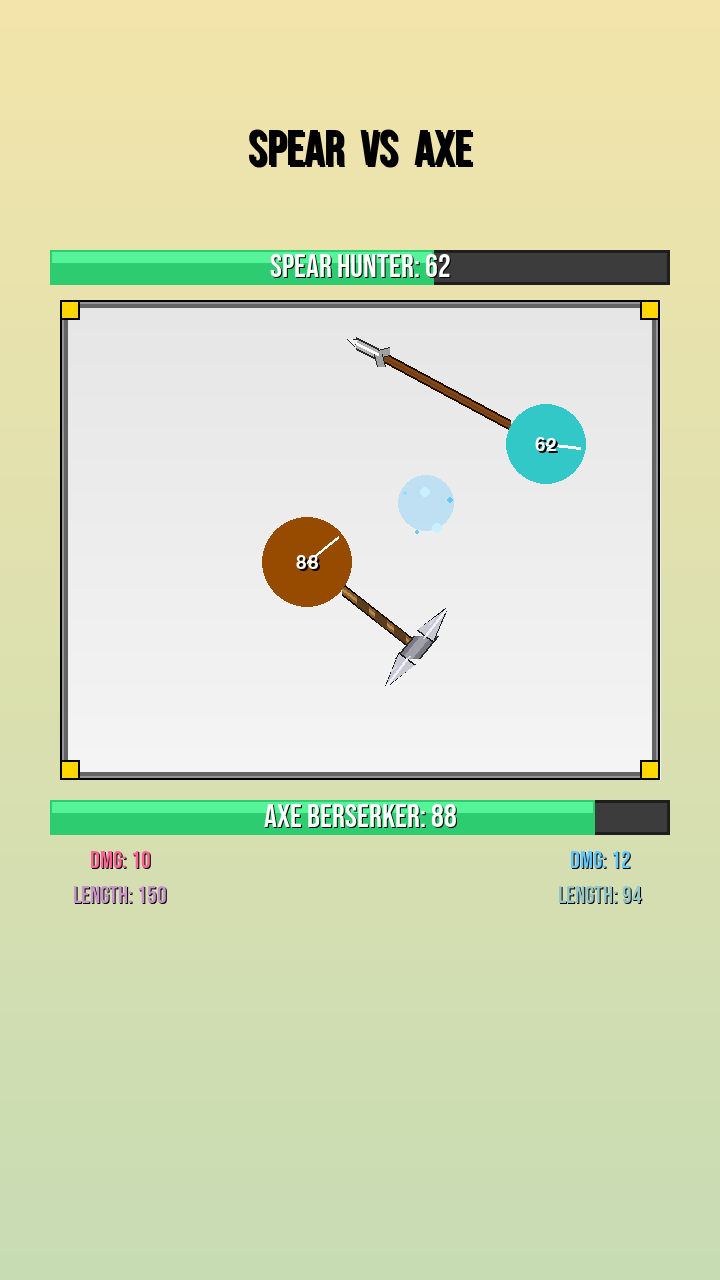 SPEAR VS AXE
SPEAR HUNTER: 62
62
88
AXE BERSERKER: 88
DMG: 10
DMG: 12
LENGTH: 150
LENGTH: 94